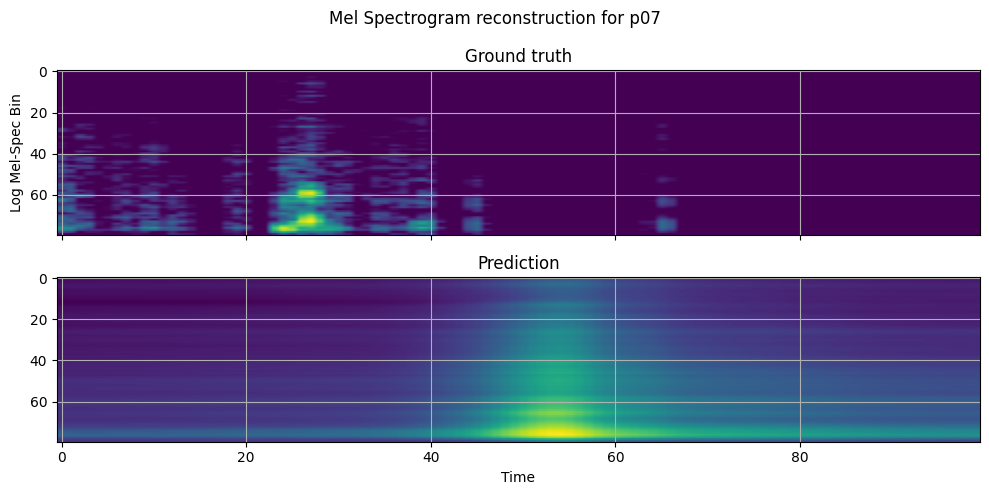 Mel Spectrogram reconstruction for p07
Ground truth
Log Mel-Spec Bin
0
20
40
60
Prediction
0
20
40
60
0 20 40 60 80
Time